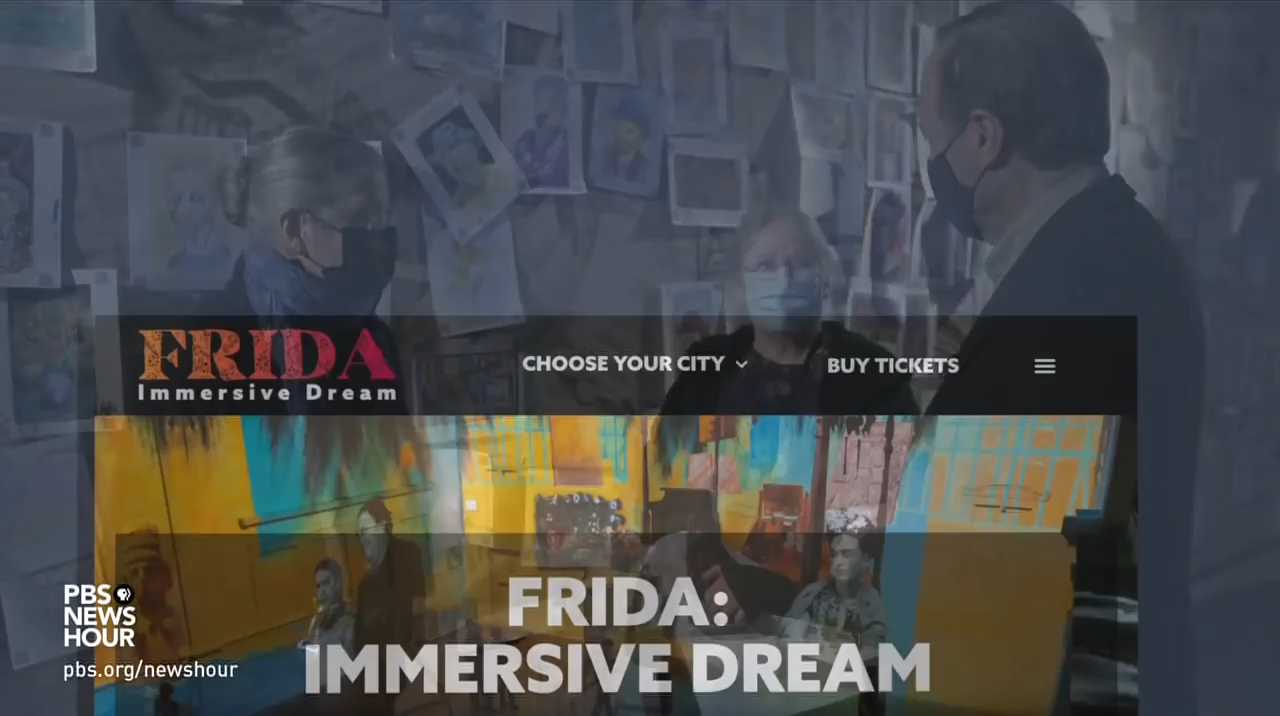 FRIDA
Immersive Dream
CHOOSE YOUR CITY
BUY TICKETS
FRIDA:
IMMERSIVE DREAM
PBS
NEWS
HOUR
pbs.org/newshour